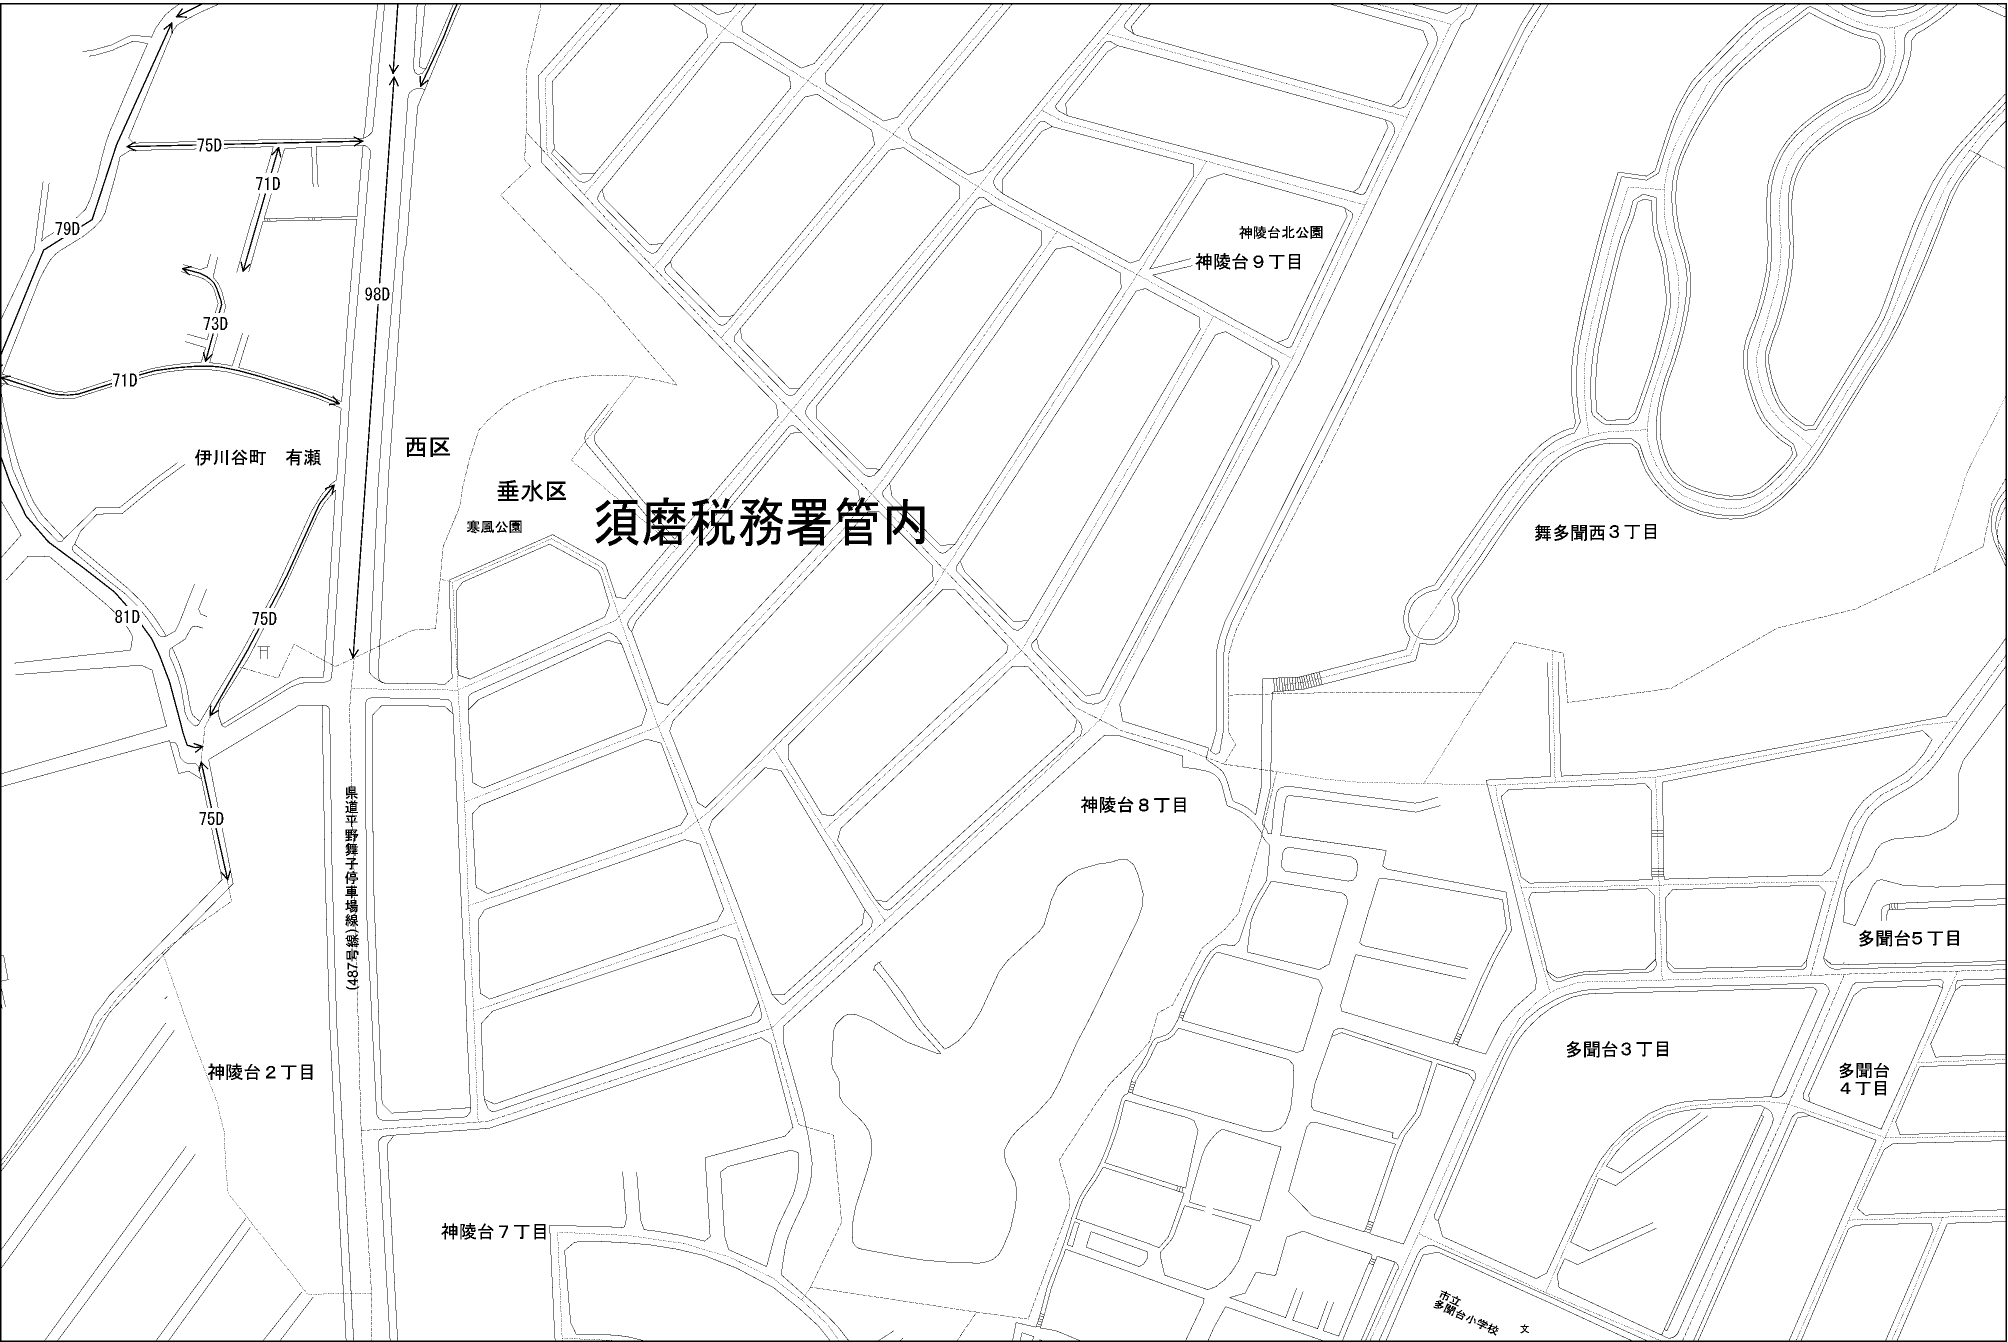 75D
71D
79D
神陵台北公園
神陵台９丁目
98D
73D
71D
西区
伊川谷町　有瀬
垂水区
須磨税務署管内
寒風公園
舞多聞西３丁目
81D
75D
75D
県道平野舞子停車場線(487号線)
神陵台８丁目
多聞台５丁目
多聞台３丁目
神陵台２丁目
多聞台
４丁目
神陵台７丁目
市立
多聞台小学校
文